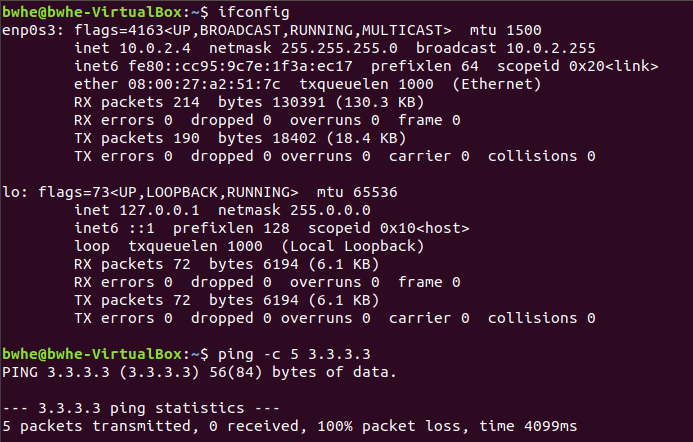 bwhe@bwhe-VirtualBox:~$ ifconfig
enp0s3: flags=4163<UP,BROADCAST,RUNNING,MULTICAST>  mtu 1500
        inet 10.0.2.4  netmask 255.255.255.0  broadcast 10.0.2.255
        inet6 fe80::cc95:9c7e:1f3a:ec17  prefixlen 64  scopeid 0x20<link>
        ether 08:00:27:a2:51:7c  txqueuelen 1000  (Ethernet)
        RX packets 214  bytes 130391 (130.3 KB)
        RX errors 0  dropped 0  overruns 0  frame 0
        TX packets 190  bytes 18402 (18.4 KB)
        TX errors 0  dropped 0 overruns 0  carrier 0  collisions 0
lo: flags=73<UP,LOOPBACK,RUNNING>  mtu 65536
        inet 127.0.0.1  netmask 255.0.0.0
        inet6 ::1  prefixlen 128  scopeid 0x10<host>
        loop  txqueuelen 1000  (Local Loopback)
        RX packets 72  bytes 6194 (6.1 KB)
        RX errors 0  dropped 0  overruns 0  frame 0
        TX packets 72  bytes 6194 (6.1 KB)
        TX errors 0  dropped 0 overruns 0  carrier 0  collisions 0
bwhe@bwhe-VirtualBox:~$ ping -c 5 3.3.3.3
PING 3.3.3.3 (3.3.3.3) 56(84) bytes of data.
--- 3.3.3.3 ping statistics ---
5 packets transmitted, 0 received, 100% packet loss, time 4099ms